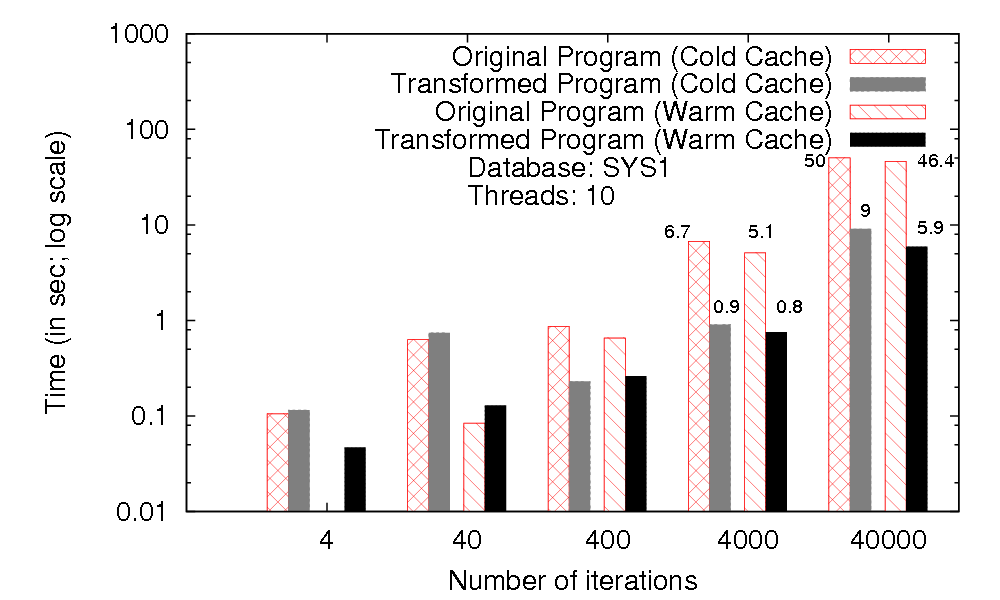 1000
100
10
1
0.1
0.01
Time (in sec; log scale)
Original Program (Cold Cache)
Transformed Program (Cold Cache)
Original Program (Warm Cache)
Transformed Program (Warm Cache)
Database: SYS1
Threads: 10
6.7
0.9
5.1
0.8
50
9
46.4
5.9
4 40 400 4000 40000
Number of iterations